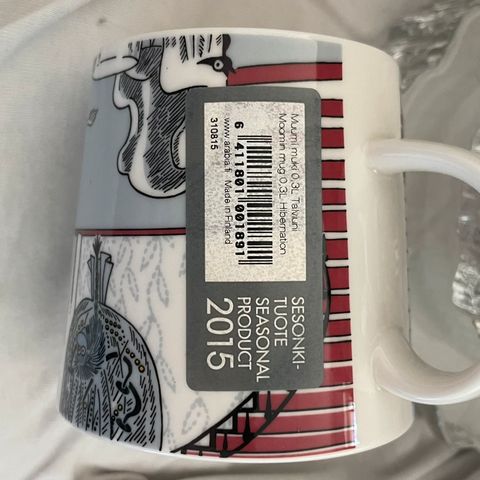 Muumi muki 0,3L Talviuni
Moomin mug 0,3L Hibernation
6 411801 001891
www.arabia.fi Made in Finland
310815
SESONKI-
TUOTE
SEASONAL
PRODUCT
2015